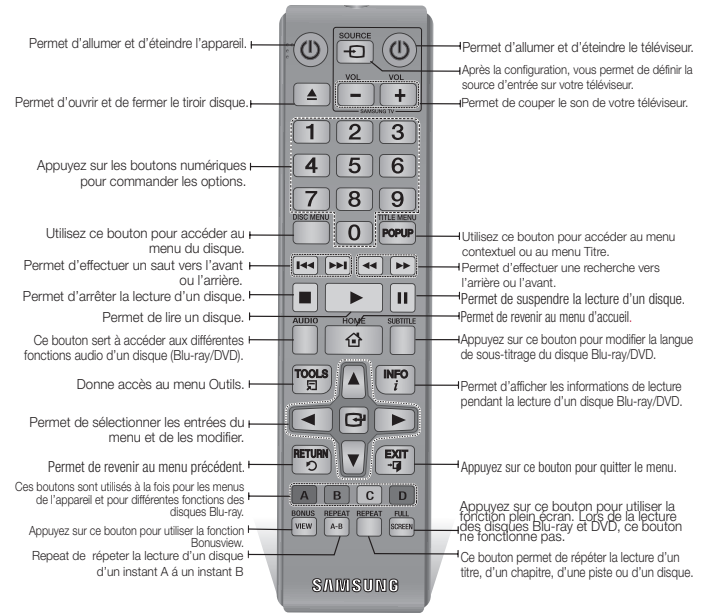 SOURCE
Permet d'allumer et d'éteindre l'appareil.
Permet d'allumer et d'éteindre le téléviseur.
Après la configuration, vous permet de définir la
source d'entrée sur votre téléviseur.
VOL VOL
- +
SAMSUNG TV
Permet d'ouvrir et de fermer le tiroir disque.
Permet de couper le son de votre téléviseur.
1 2 3
4 5 6
7 8 9
0
Appuyez sur les boutons numériques
pour commander les options.
DISC MENU
TITLE MENU
POPUP
Utilisez ce bouton pour accéder au
menu du disque.
Utilisez ce bouton pour accéder au menu
contextuel ou au menu Titre.
Permet d'effectuer un saut vers l'avant
ou l'arrière.
Permet d'effectuer une recherche vers
l'arrière ou l'avant.
Permet d'arrêter la lecture d'un disque.
Permet de suspendre la lecture d'un disque.
Permet de lire un disque.
Permet de revenir au menu d'accueil.
AUDIO HOME SUBTITLE
Ce bouton sert à accéder aux différentes
fonctions audio d'un disque (Blu-ray/DVD).
Appuyez sur ce bouton pour modifier la langue
de sous-titrage du disque Blu-ray/DVD.
TOOLS
INFO
i
Donne accès au menu Outils.
Permet d'afficher les informations de lecture
pendant la lecture d'un disque Blu-ray/DVD.
Permet de sélectionner les entrées du
menu et de les modifier.
RETURN
EXIT
Permet de revenir au menu précédent.
Appuyez sur ce bouton pour quitter le menu.
A B C D
Ces boutons sont utilisés à la fois pour les menus
de l'appareil et pour différentes fonctions des
disques Blu-ray.
BONUS REPEAT REPEAT FULL
VIEW A-B SCREEN
Appuyez sur ce bouton pour utiliser la
fonction plein écran. Lors de la lecture
des disques Blu-ray et DVD, ce bouton
ne fonctionne pas.
Appuyez sur ce bouton pour utiliser la fonction
Bonusview.
Repeat de répeter la lecture d'un disque
d'un instant A á un instant B
Ce bouton permet de répéter la lecture d'un
titre, d'un chapitre, d'une piste ou d'un disque.
SAMSUNG